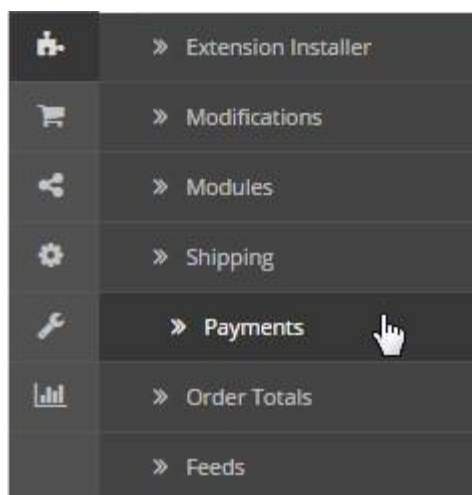 Extension Installer
Modifications
Modules
Shipping
Payments
Order Totals
Feeds